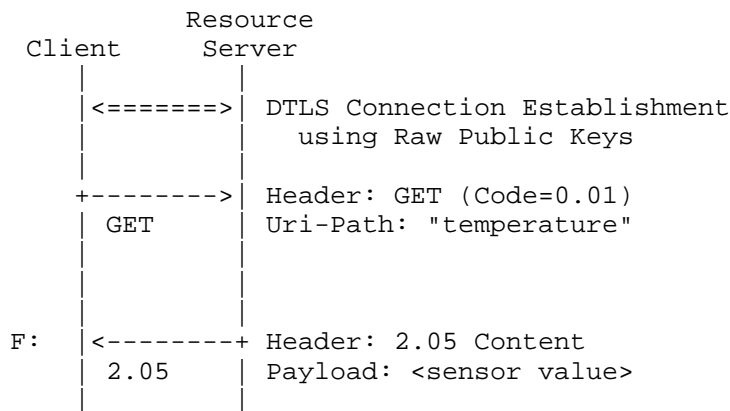 Resource
Client Server
<=======> DTLS Connection Establishment
using Raw Public Keys
+--------> Header: GET (Code=0.01)
GET Uri-Path: "temperature"
F: <--------+ Header: 2.05 Content
2.05 Payload: <sensor value>